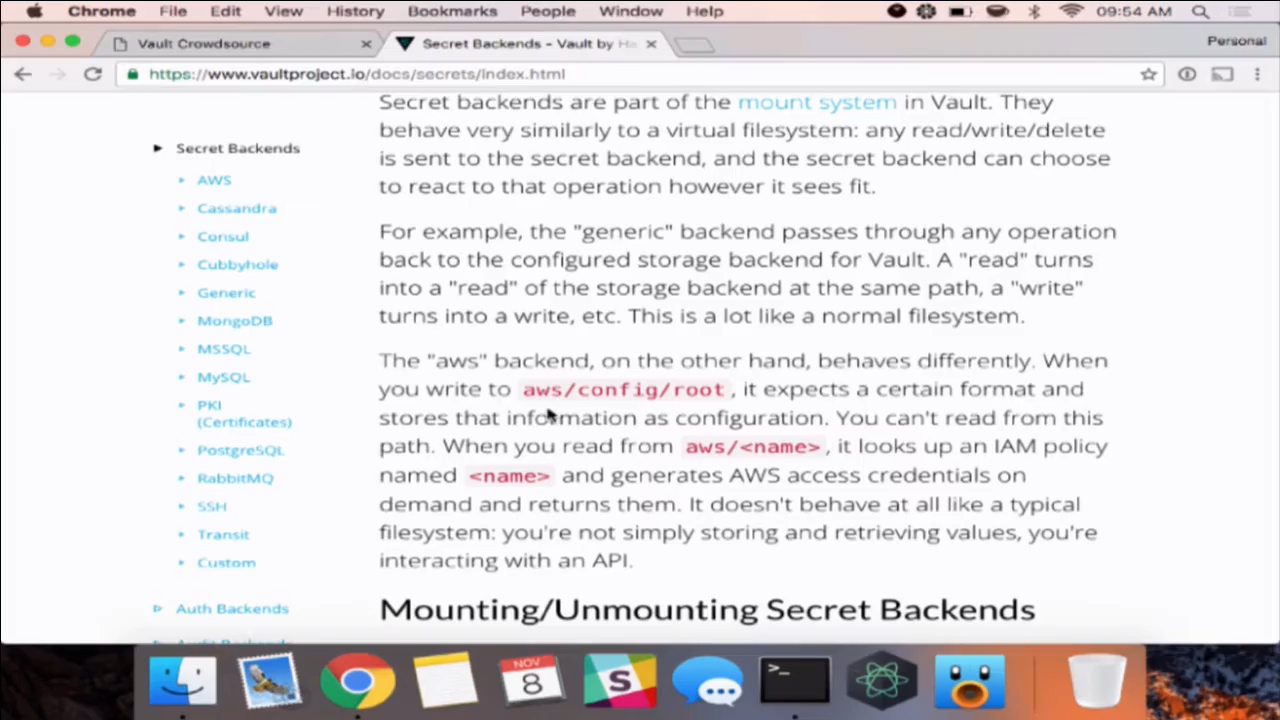 Chrome File Edit View History Bookmarks People Window Help 09:54 AM
Vault Crowdsource
Secret Backends - Vault by Ha
Personal
https://www.vaultproject.io/docs/secrets/index.html
Secret Backends
AWS
Cassandra
Consul
Cubbyhole
Generic
MongoDB
MSSQL
MySQL
PKI
(Certificates)
PostgreSQL
RabbitMQ
SSH
Transit
Custom
Auth Backends
Audit Backends
Secret backends are part of the mount system in Vault. They
behave very similarly to a virtual filesystem: any read/write/delete
is sent to the secret backend, and the secret backend can choose
to react to that operation however it sees fit.
For example, the "generic" backend passes through any operation
back to the configured storage backend for Vault. A "read" turns
into a "read" of the storage backend at the same path, a "write"
turns into a write, etc. This is a lot like a normal filesystem.
The "aws" backend, on the other hand, behaves differently. When
you write to aws/config/root, it expects a certain format and
stores that information as configuration. You can't read from this
path. When you read from aws/<name>, it looks up an IAM policy
named <name> and generates AWS access credentials on
demand and returns them. It doesn't behave at all like a typical
filesystem: you're not simply storing and retrieving values, you're
interacting with an API.
Mounting/Unmounting Secret Backends
NOV
8
S
>_